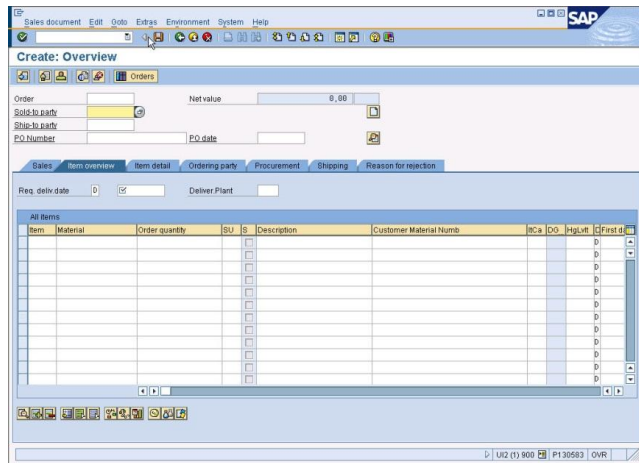 Sales document Edit Goto Extras Environment System Help
SAP
Create: Overview
Orders
Order Net value 0,00
Sold-to party
Ship-to party
PO Number PO date
Sales Item overview Item detail Ordering party Procurement Shipping Reason for rejection
Req. deliv.date D Deliver.Plant
All items
Item Material Order quantity SU S Description Customer Material Numb ItCa DG HgLvIt D First d
D
D
D
D
D
D
D
D
D
D
D
D
UI2 (1) 900 P130583 OVR